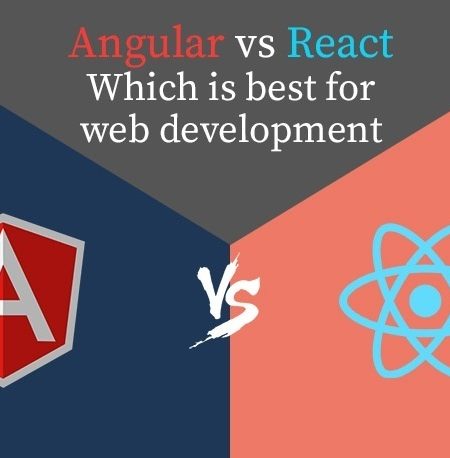 Angular vs React
Which is best for
web development
A
VS